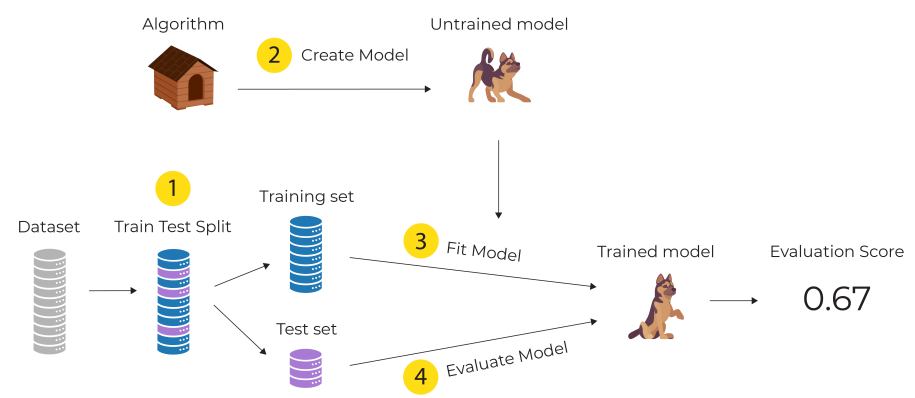 Algorithm
Untrained model
2
Create Model
1
Training set
Dataset
Train Test Split
3
Fit Model
Trained model
Evaluation Score
0.67
Test set
4
Evaluate Model